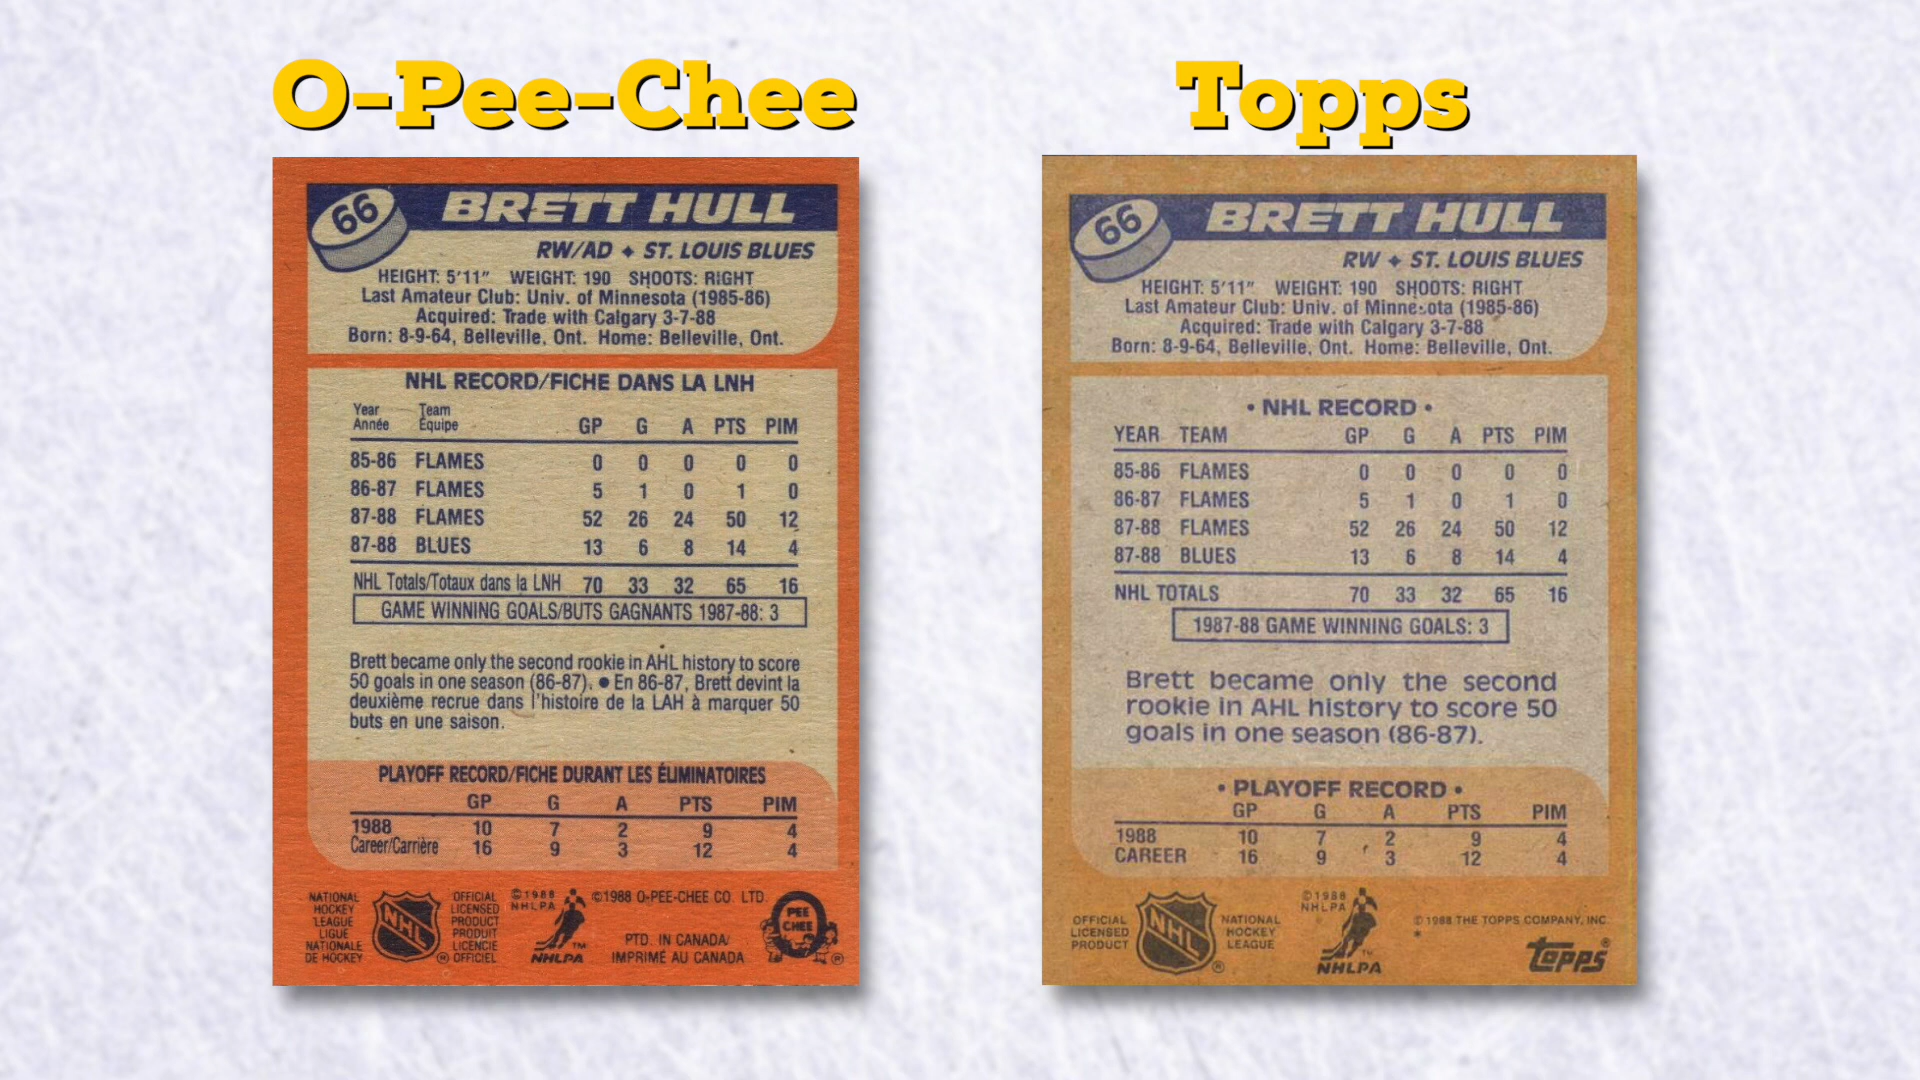 O-Pee-Chee
66
BRETT HULL
RW/AD ✦ ST. LOUIS BLUES
HEIGHT: 5'11" WEIGHT: 190 SHOOTS: RIGHT
Last Amateur Club: Univ. of Minnesota (1985-86)
Acquired: Trade with Calgary 3-7-88
Born: 8-9-64, Belleville, Ont. Home: Belleville, Ont.
NHL RECORD/FICHE DANS LA LNH
Year Team
Année Équipe GP G A PTS PIM
85-86 FLAMES 0 0 0 0 0
86-87 FLAMES 5 1 0 1 0
87-88 FLAMES 52 26 24 50 12
87-88 BLUES 13 6 8 14 4
NHL Totals/Totaux dans la LNH 70 33 32 65 16
GAME WINNING GOALS/BUTS GAGNANTS 1987-88: 3
Brett became only the second rookie in AHL history to score
50 goals in one season (86-87). ● En 86-87, Brett devint la
deuxième recrue dans l'histoire de la LAH à marquer 50
buts en une saison.
PLAYOFF RECORD/FICHE DURANT LES ÉLIMINATOIRES
GP G A PTS PIM
1988 10 7 2 9 4
Career/Carrière 16 9 3 12 4
NATIONAL
HOCKEY
LEAGUE
LIGUE
NATIONALE
DE HOCKEY
NHL
®
OFFICIAL
LICENSED
PRODUCT
PRODUIT
LICENCIE
OFFICIEL
©1988
NHLPA
TM
NHLPA
©1988 O-PEE-CHEE CO. LTD.
PTD. IN CANADA/
IMPRIMÉ AU CANADA
PEE
CHEE
®
Topps
66
BRETT HULL
RW ✦ ST. LOUIS BLUES
HEIGHT: 5'11" WEIGHT: 190 SHOOTS: RIGHT
Last Amateur Club: Univ. of Minnesota (1985-86)
Acquired: Trade with Calgary 3-7-88
Born: 8-9-64, Belleville, Ont. Home: Belleville, Ont.
• NHL RECORD •
YEAR TEAM GP G A PTS PIM
85-86 FLAMES 0 0 0 0 0
86-87 FLAMES 5 1 0 1 0
87-88 FLAMES 52 26 24 50 12
87-88 BLUES 13 6 8 14 4
NHL TOTALS 70 33 32 65 16
1987-88 GAME WINNING GOALS: 3
Brett became only the second
rookie in AHL history to score 50
goals in one season (86-87).
• PLAYOFF RECORD •
GP G A PTS PIM
1988 10 7 2 9 4
CAREER 16 9 3 12 4
OFFICIAL
LICENSED
PRODUCT
NHL
®
NATIONAL
HOCKEY
LEAGUE
©1988
NHLPA
TM
NHLPA
©1988 THE TOPPS COMPANY, INC.
*
topps®